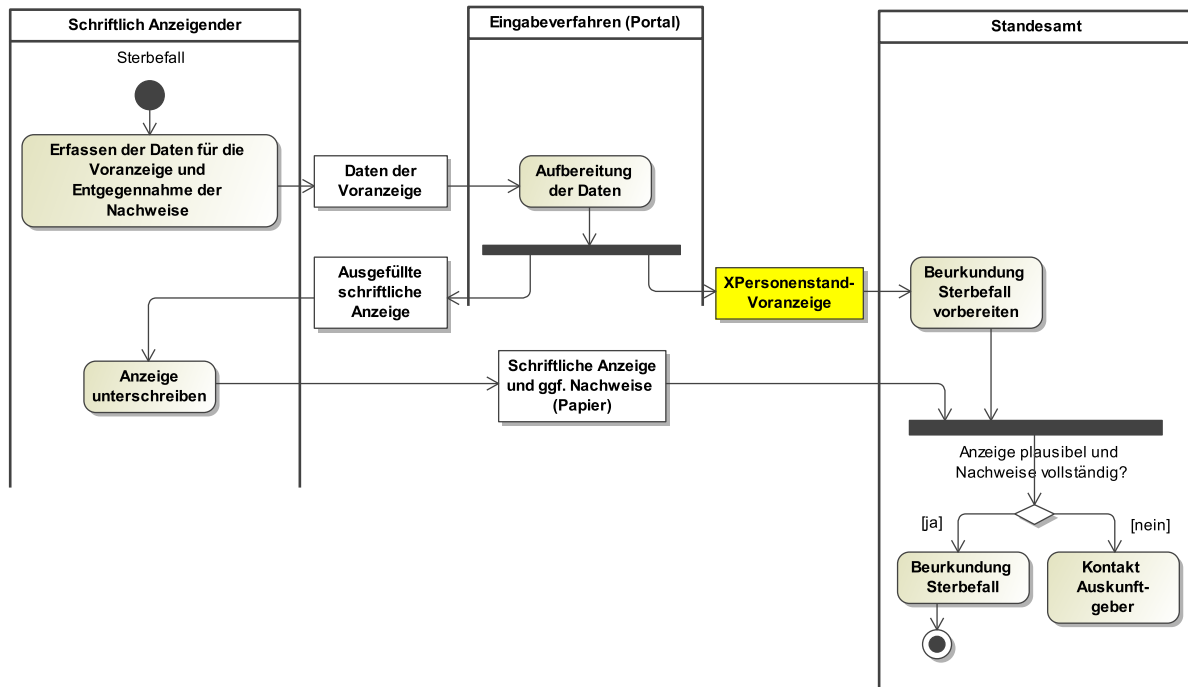 Schriftlich Anzeigender
Eingabeverfahren (Portal)
Standesamt
Sterbefall
Erfassen der Daten für die
Voranzeige und
Entgegennahme der
Nachweise
Daten der
Voranzeige
Aufbereitung
der Daten
Ausgefüllte
schriftliche
Anzeige
XPersonenstand-
Voranzeige
Beurkundung
Sterbefall
vorbereiten
Anzeige
unterschreiben
Schriftliche Anzeige
und ggf. Nachweise
(Papier)
Anzeige plausibel und
Nachweise vollständig?
[ja]
[nein]
Beurkundung
Sterbefall
Kontakt
Auskunft-
geber